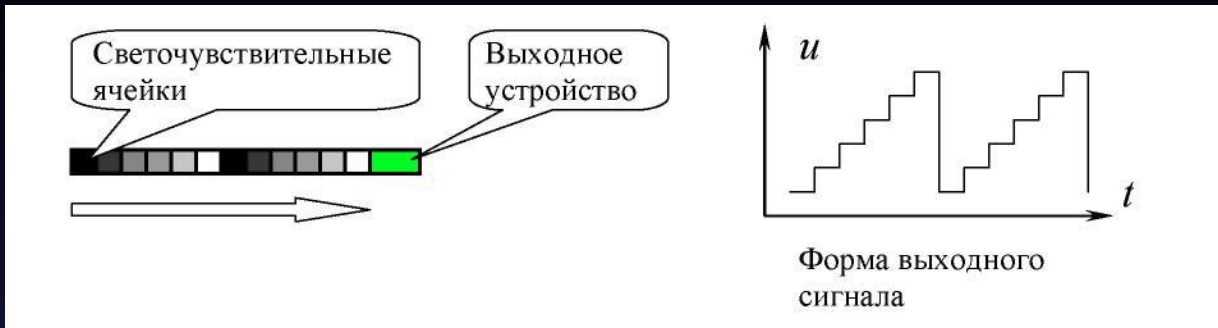 Светочувствительные
ячейки
Выходное
устройство
u
t
Форма выходного
сигнала